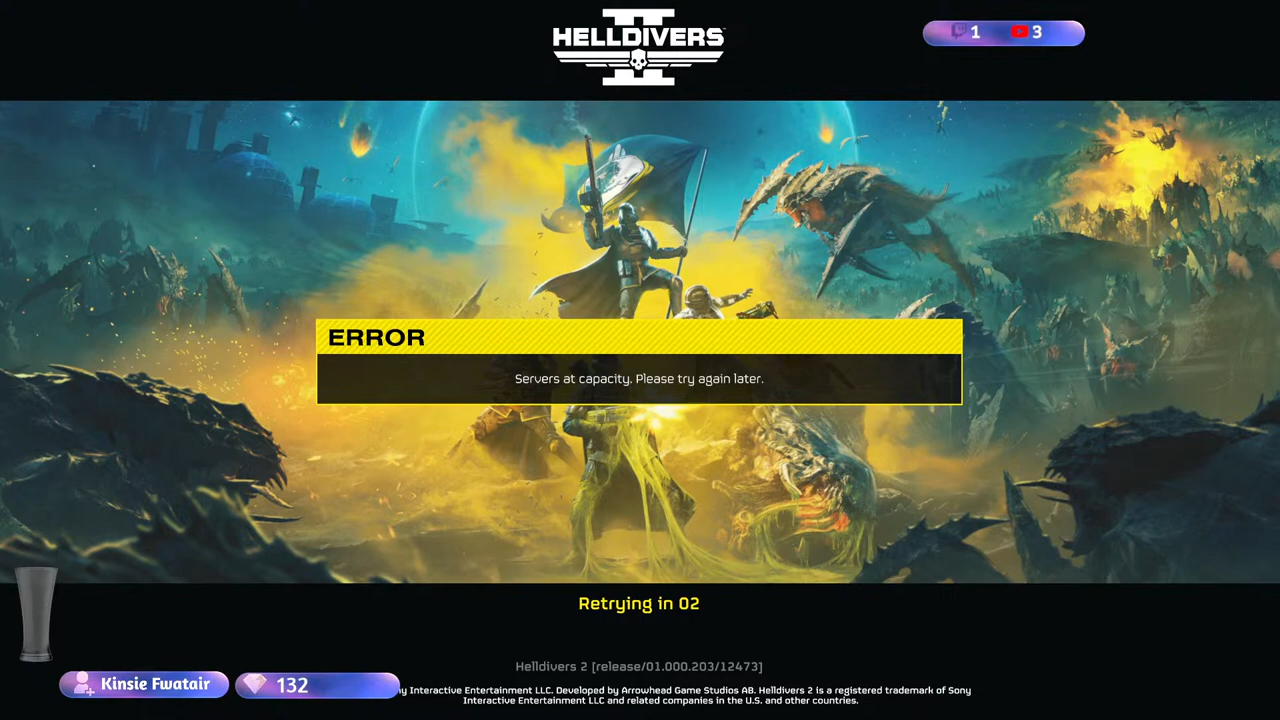 II
HELLDIVERS
1
3
ERROR
Servers at capacity. Please try again later.
Retrying in 02
Helldivers 2 [release/01.000.203/12473]
Kinsie Fwatair
132
Interactive Entertainment LLC. Developed by Arrowhead Game Studios AB. Helldivers 2 is a registered trademark of Sony
Interactive Entertainment LLC and related companies in the U.S. and other countries.